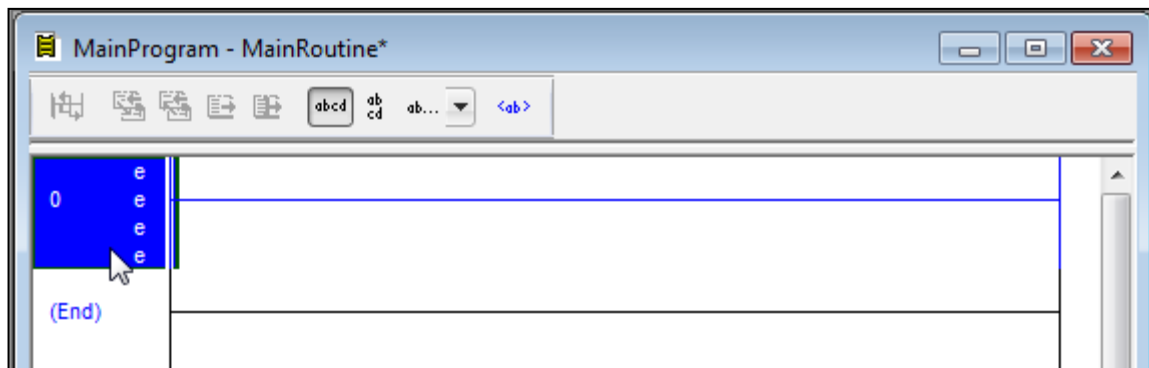 MainProgram - MainRoutine*
abcd ab cd ab... <ab>
e
0 e
e
e
(End)